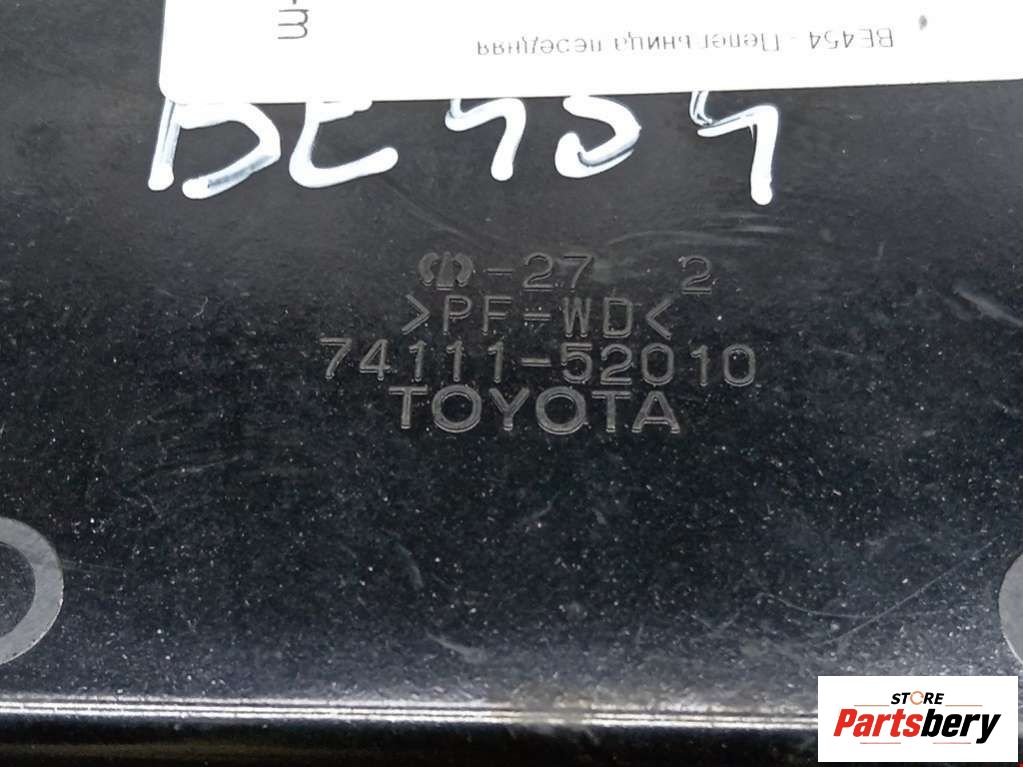 BE454 - Пепельница передняя
BE454
-27 2
>PF-WD<
74111-52010
TOYOTA
STORE
Partsbery